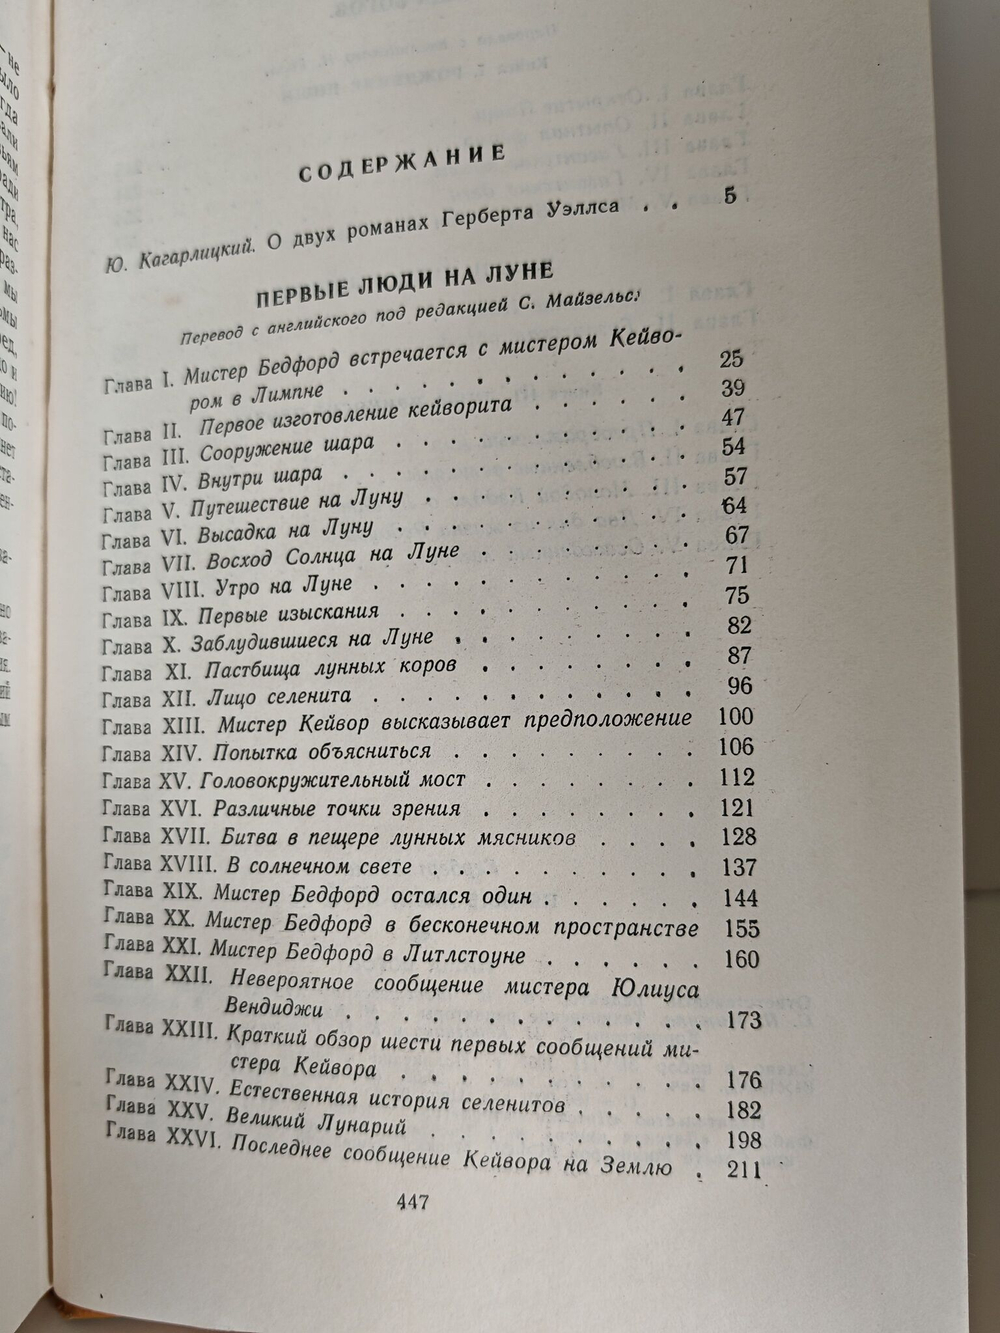 СОДЕРЖАНИЕ
Ю. Кагарлицкий. О двух романах Герберта Уэллса . . 5
ПЕРВЫЕ ЛЮДИ НА ЛУНЕ
Перевод с английского под редакцией С. Майзельс.
Глава I. Мистер Бедфорд встречается с мистером Кейво-
ром в Лимпне . . . . . . . . . . . . 25
Глава II. Первое изготовление кейворита . . . . . . 39
Глава III. Сооружение шара . . . . . . . . . . . 47
Глава IV. Внутри шара . . . . . . . . . . . . . 54
Глава V. Путешествие на Луну . . . . . . . . . . 57
Глава VI. Высадка на Луну . . . . . . . . . . . 64
Глава VII. Восход Солнца на Луне . . . . . . . . 67
Глава VIII. Утро на Луне . . . . . . . . . . . . 71
Глава IX. Первые изыскания . . . . . . . . . . . 75
Глава X. Заблудившиеся на Луне . . . . . . . . . 82
Глава XI. Пастбища лунных коров . . . . . . . . 87
Глава XII. Лицо селенита . . . . . . . . . . . . 96
Глава XIII. Мистер Кейвор высказывает предположение 100
Глава XIV. Попытка объясниться . . . . . . . . . 106
Глава XV. Головокружительный мост . . . . . . . . 112
Глава XVI. Различные точки зрения . . . . . . . . 121
Глава XVII. Битва в пещере лунных мясников . . . . 128
Глава XVIII. В солнечном свете . . . . . . . . . . 137
Глава XIX. Мистер Бедфорд остался один . . . . . . 144
Глава XX. Мистер Бедфорд в бесконечном пространстве 155
Глава XXI. Мистер Бедфорд в Литлстоуне . . . . . . 160
Глава XXII. Невероятное сообщение мистера Юлиуса
Вендиджи . . . . . . . . . . . . . 173
Глава XXIII. Краткий обзор шести первых сообщений ми-
стера Кейвора . . . . . . . . . . . 176
Глава XXIV. Естественная история селенитов . . . . . 182
Глава XXV. Великий Лунарий . . . . . . . . . . 198
Глава XXVI. Последнее сообщение Кейвора на Землю . 211
447